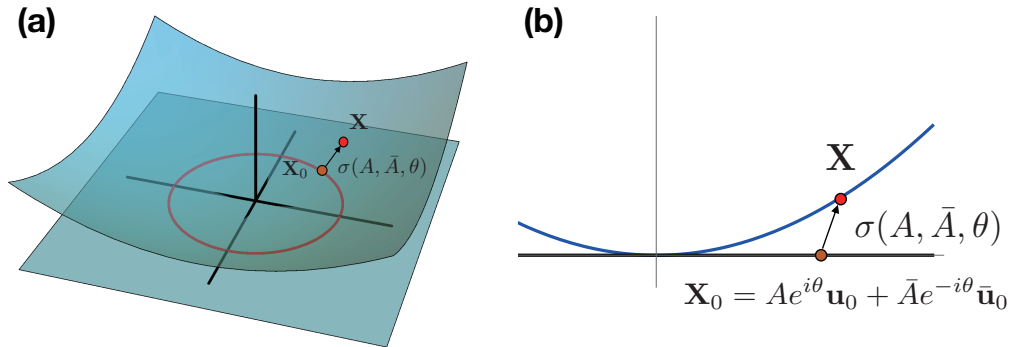 (a)
X
X₀
σ(A, Ā, θ)
(b)
X
σ(A, Ā, θ)
X₀ = Ae^{iθ}u₀ + Āe^{-iθ}ū₀